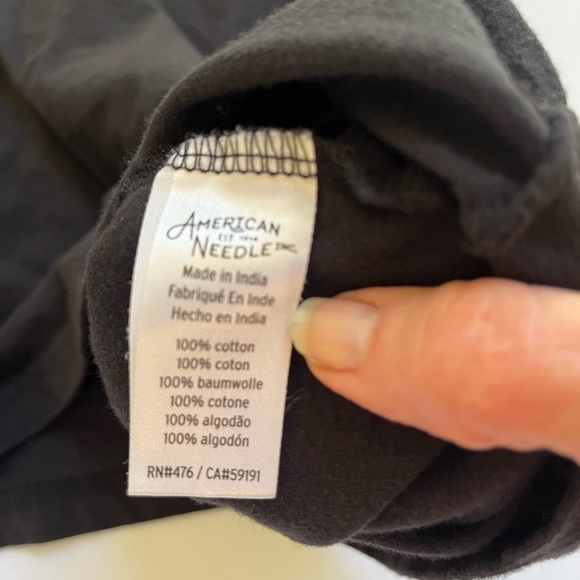 AMERICAN
EST.
NEEDLE INC.
Made in India
Fabriqué En Inde
Hecho en India
100% cotton
100% coton
100% baumwolle
100% cotone
100% algodão
100% algodón
RN#476 / CA#59191